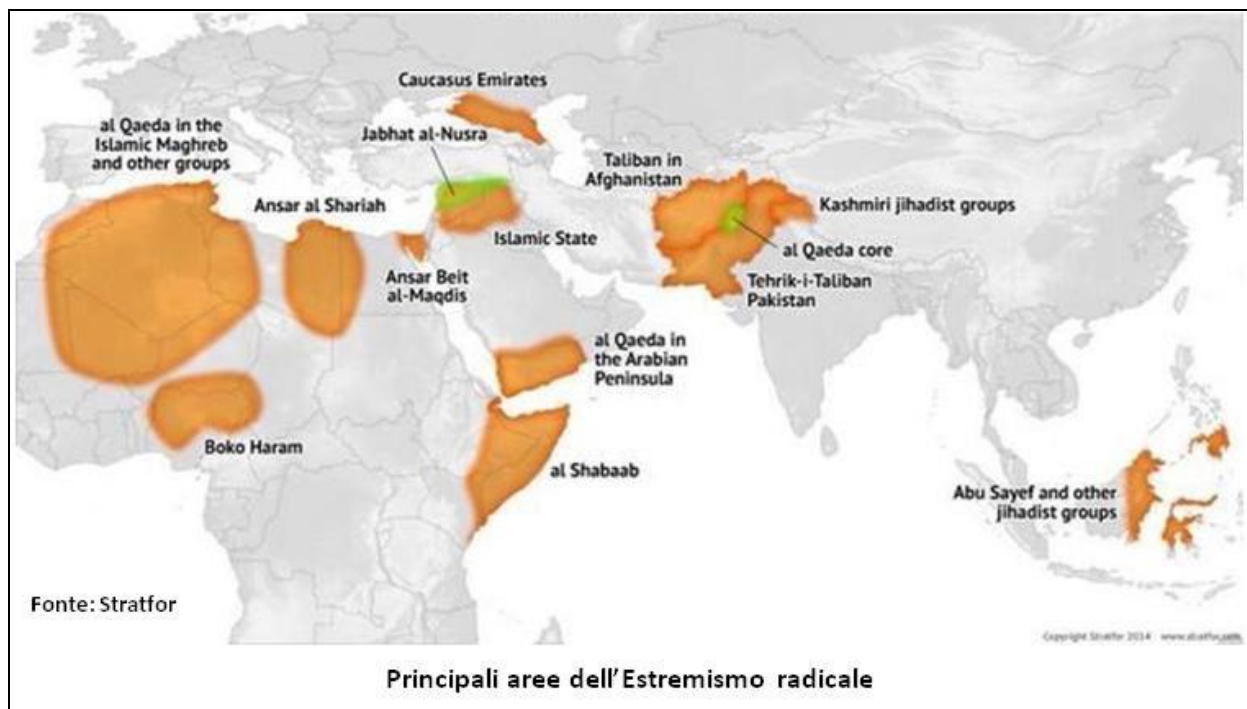 Caucasus Emirates
al Qaeda in the
Islamic Maghreb
and other groups
Jabhat al-Nusra
Taliban in
Afghanistan
Ansar al Shariah
Kashmiri jihadist groups
Islamic State
al Qaeda core
Ansar Beit
al-Maqdis
Tehrik-i-Taliban
Pakistan
al Qaeda in
the Arabian
Peninsula
Boko Haram
al Shabaab
Abu Sayef and other
jihadist groups
Fonte: Stratfor
Copyright Stratfor 2014 www.stratfor.com
Principali aree dell'Estremismo radicale